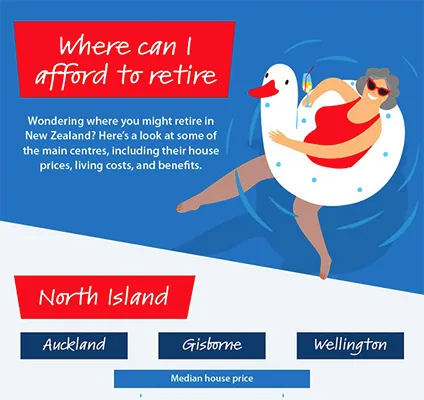 Where can I
afford to retire
Wondering where you might retire in
New Zealand? Here's a look at some of
the main centres, including their house
prices, living costs, and benefits.
North Island
Auckland
Gisborne
Wellington
Median house price